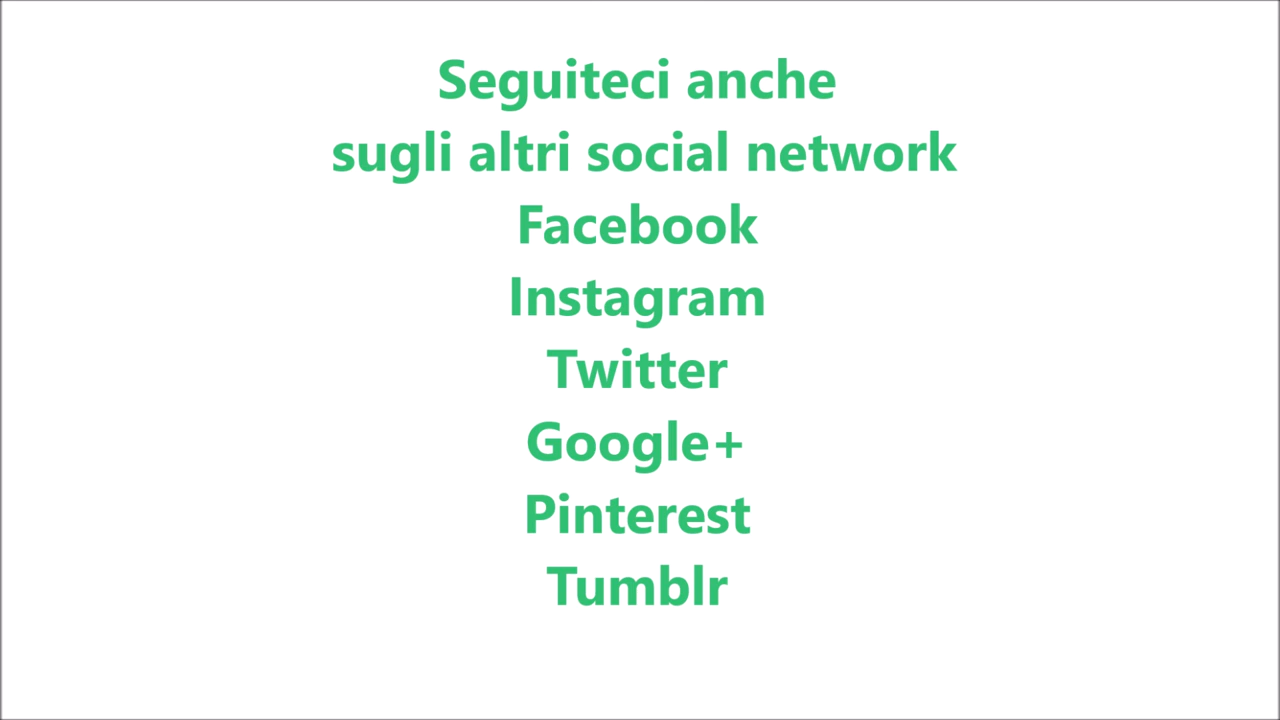 Seguiteci anche
sugli altri social network
Facebook
Instagram
Twitter
Google+
Pinterest
Tumblr